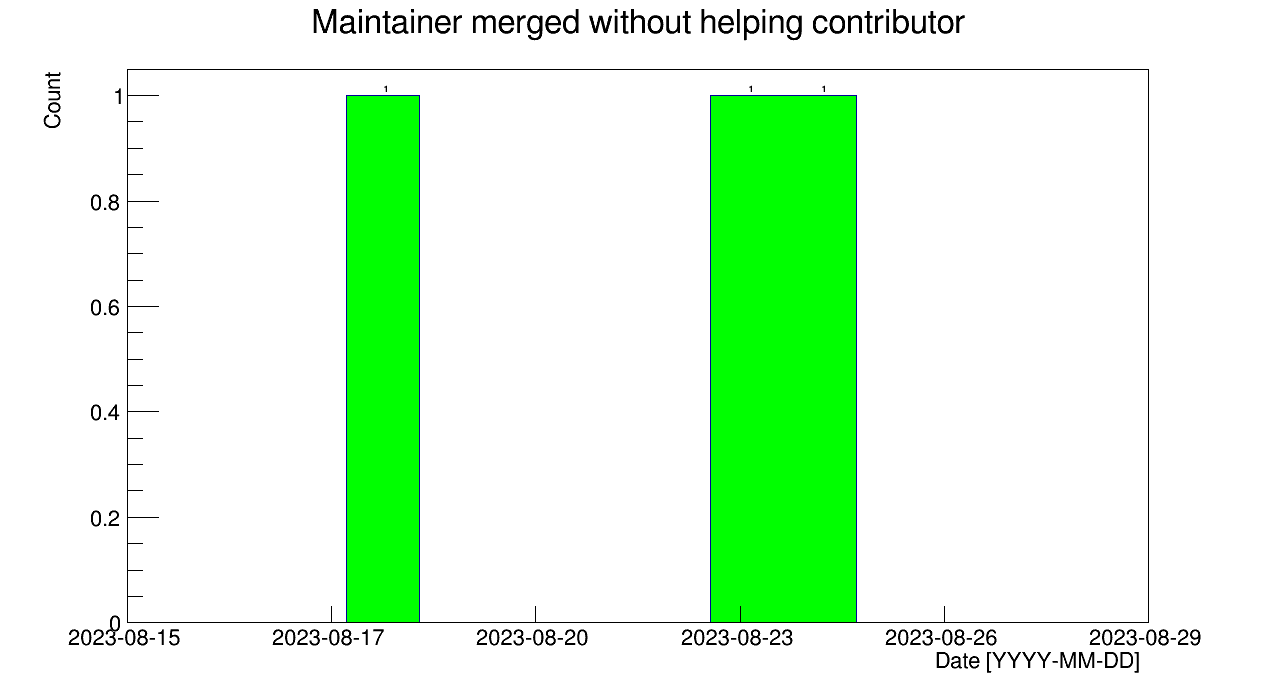 Maintainer merged without helping contributor
Count
1 1 1
1
0.8
0.6
0.4
0.2
0
2023-08-15 2023-08-17 2023-08-20 2023-08-23 2023-08-26 2023-08-29
Date [YYYY-MM-DD]